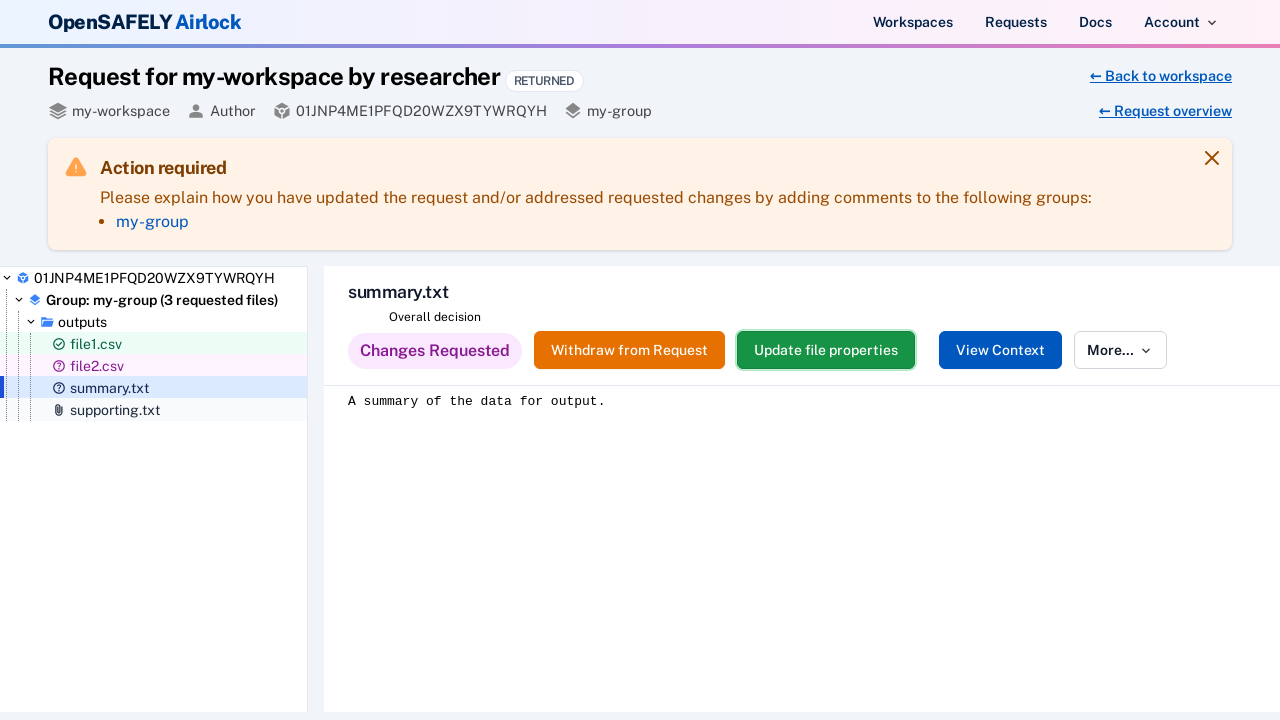 OpenSAFELY Airlock
Workspaces
Requests
Docs
Account
Request for my-workspace by researcher
RETURNED
← Back to workspace
my-workspace
Author
01JNP4ME1PFQD20WZX9TYWRQYH
my-group
← Request overview
Action required
Please explain how you have updated the request and/or addressed requested changes by adding comments to the following groups:
my-group
01JNP4ME1PFQD20WZX9TYWRQYH
Group: my-group (3 requested files)
outputs
file1.csv
file2.csv
summary.txt
supporting.txt
summary.txt
Overall decision
Changes Requested
Withdraw from Request
Update file properties
View Context
More...
A summary of the data for output.